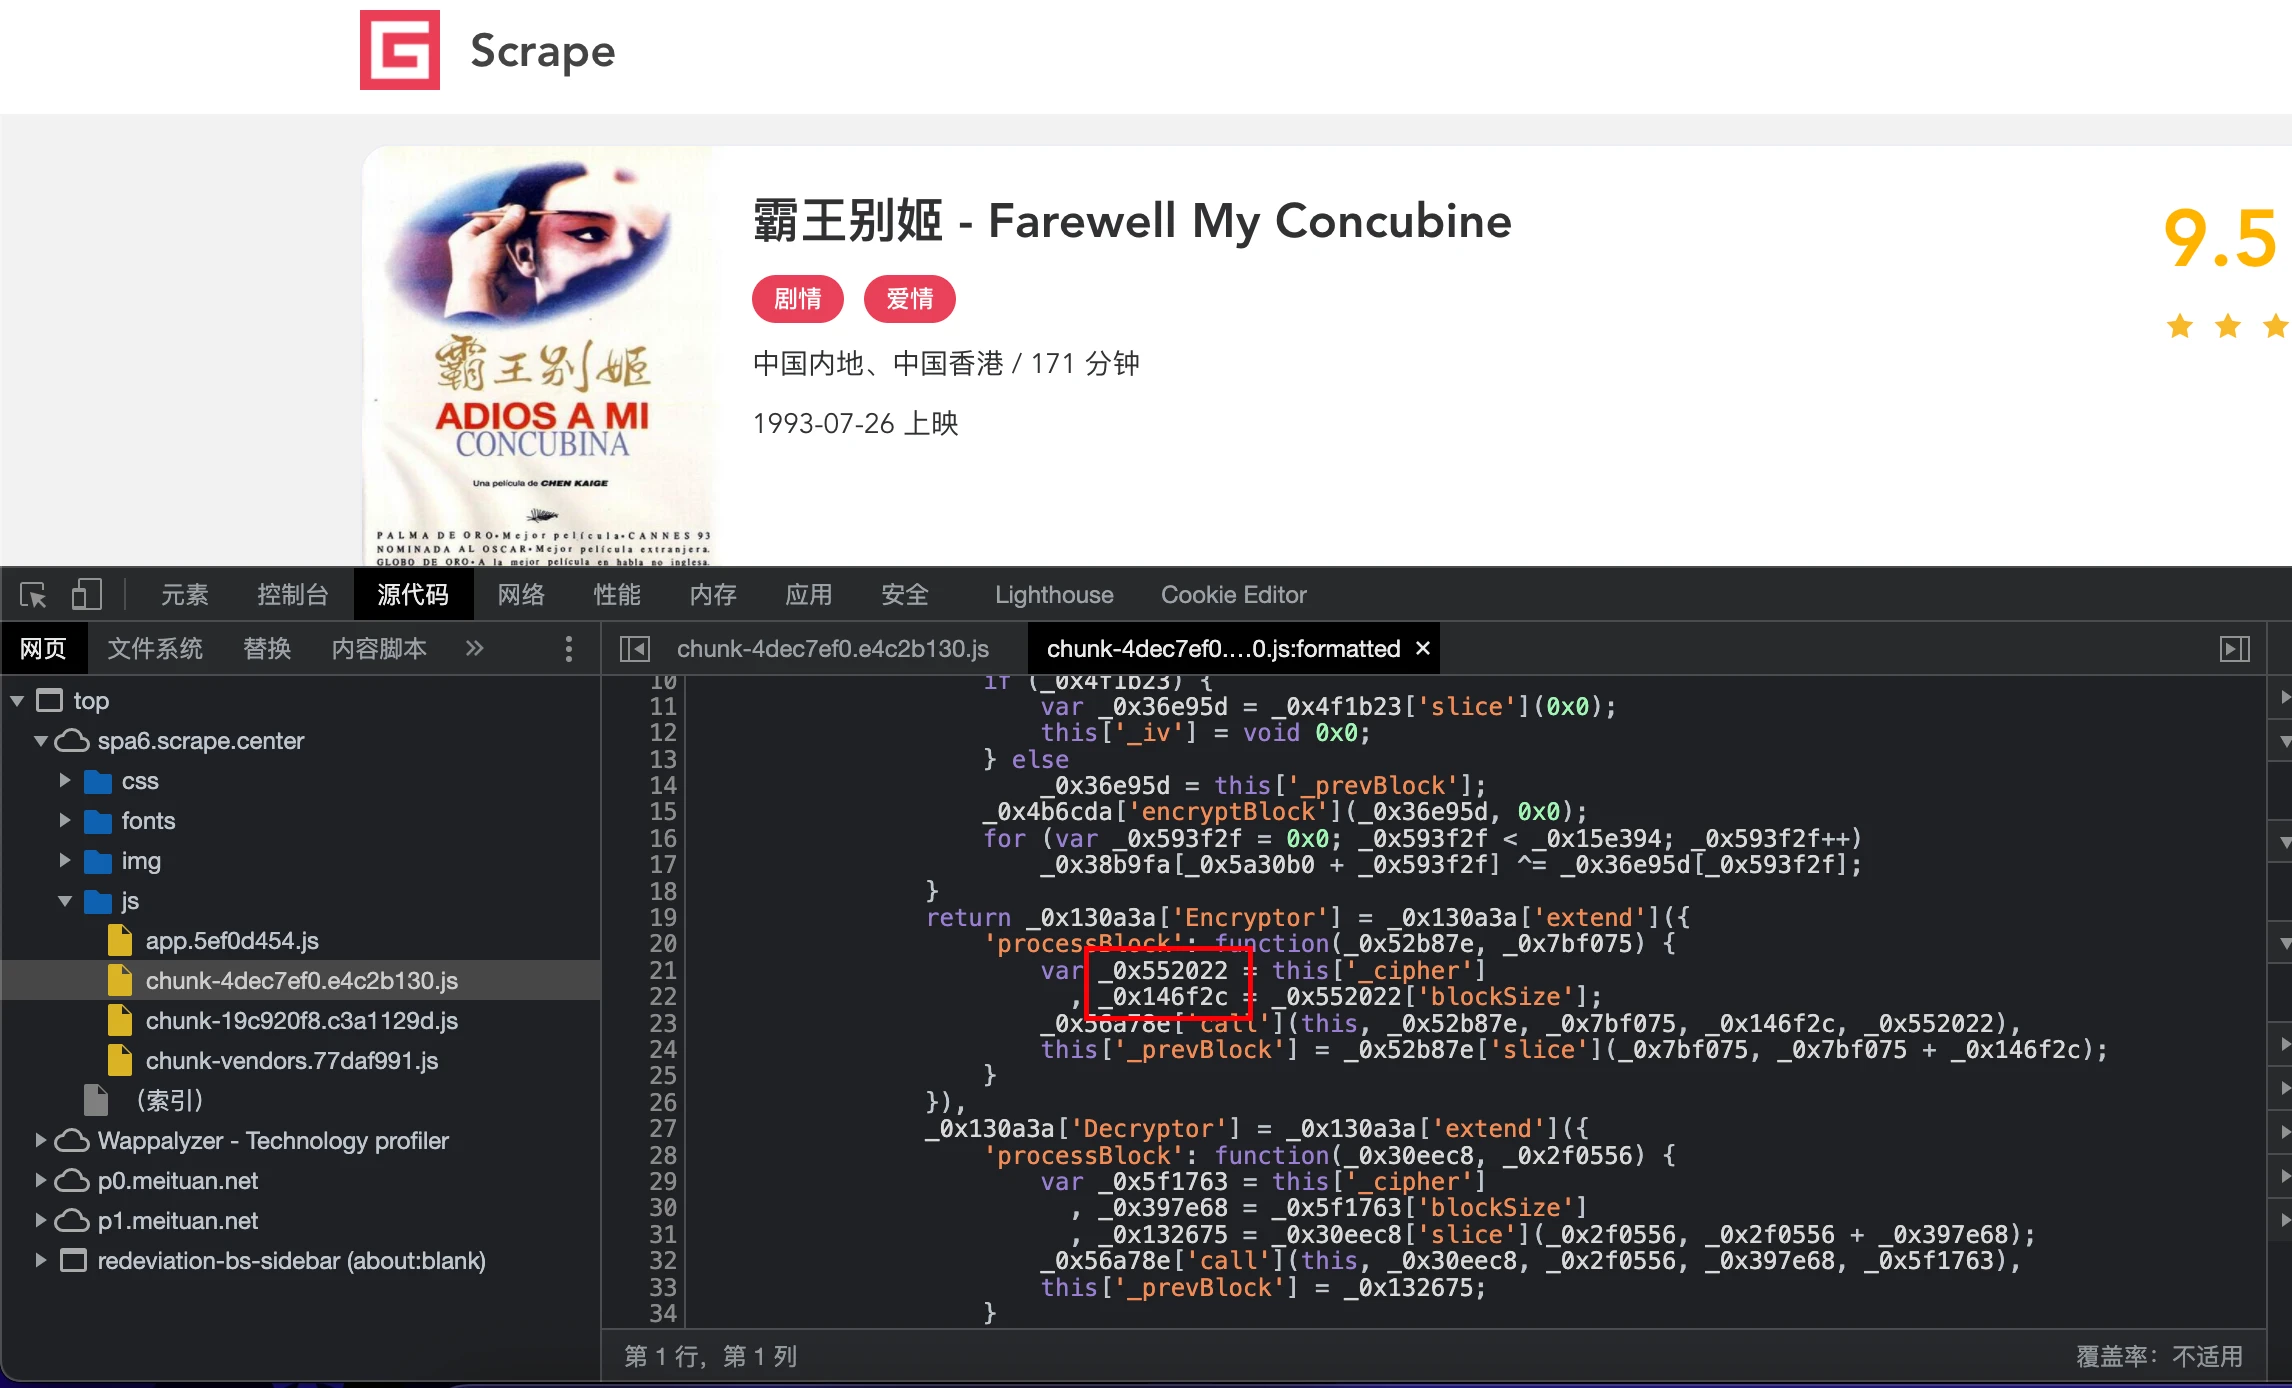 Scrape
霸王别姬 - Farewell My Concubine
9.5
剧情
爱情
中国内地、中国香港 / 171 分钟
1993-07-26 上映
霸王别姬
ADIOS A MI
CONCUBINA
Una película de CHEN KAIGE
PALMA DE ORO•Mejor película•CANNES 93
NOMINADA AL OSCAR•Mejor película extranjera.
GLOBO DE ORO•A la mejor película en habla no inglesa.
元素 控制台 源代码 网络 性能 内存 应用 安全 Lighthouse Cookie Editor
网页 文件系统 替换 内容脚本 »
chunk-4dec7ef0.e4c2b130.js
chunk-4dec7ef0.…0.js:formatted ×
top
spa6.scrape.center
css
fonts
img
js
app.5ef0d454.js
chunk-4dec7ef0.e4c2b130.js
chunk-19c920f8.c3a1129d.js
chunk-vendors.77daf991.js
（索引）
Wappalyzer - Technology profiler
p0.meituan.net
p1.meituan.net
redeviation-bs-sidebar (about:blank)
10 if (_0x4f1b23) {
11 var _0x36e95d = _0x4f1b23['slice'](0x0);
12 this['_iv'] = void 0x0;
13 } else
14 _0x36e95d = this['_prevBlock'];
15 _0x4b6cda['encryptBlock'](_0x36e95d, 0x0);
16 for (var _0x593f2f = 0x0; _0x593f2f < _0x15e394; _0x593f2f++)
17 _0x38b9fa[_0x5a30b0 + _0x593f2f] ^= _0x36e95d[_0x593f2f];
18 }
19 return _0x130a3a['Encryptor'] = _0x130a3a['extend']({
20 'processBlock': function(_0x52b87e, _0x7bf075) {
21 var _0x552022 = this['_cipher']
22 , _0x146f2c = _0x552022['blockSize'];
23 _0x56a78e['call'](this, _0x52b87e, _0x7bf075, _0x146f2c, _0x552022),
24 this['_prevBlock'] = _0x52b87e['slice'](_0x7bf075, _0x7bf075 + _0x146f2c);
25 }
26 }),
27 _0x130a3a['Decryptor'] = _0x130a3a['extend']({
28 'processBlock': function(_0x30eec8, _0x2f0556) {
29 var _0x5f1763 = this['_cipher']
30 , _0x397e68 = _0x5f1763['blockSize']
31 , _0x132675 = _0x30eec8['slice'](_0x2f0556, _0x2f0556 + _0x397e68);
32 _0x56a78e['call'](this, _0x30eec8, _0x2f0556, _0x397e68, _0x5f1763),
33 this['_prevBlock'] = _0x132675;
34 }
第 1 行，第 1 列
覆盖率：不适用